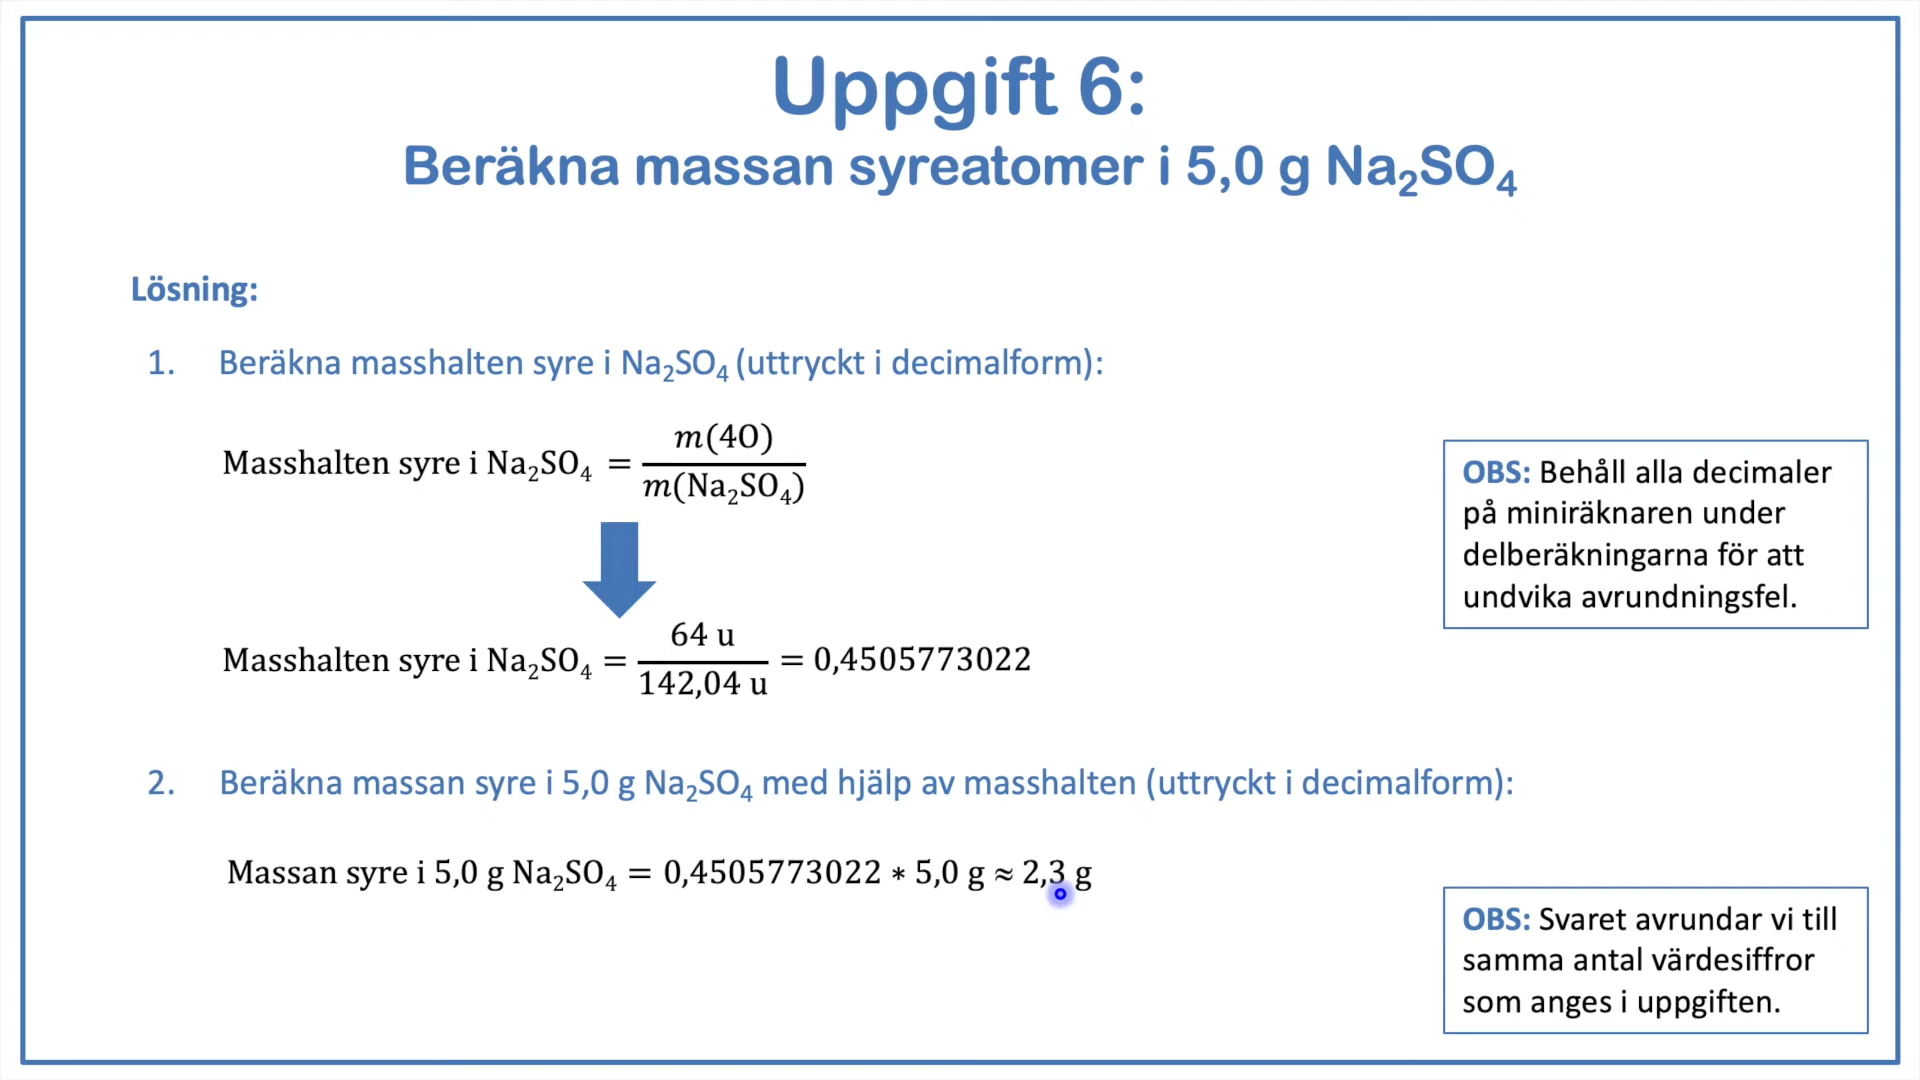 Uppgift 6:
Beräkna massan syreatomer i 5,0 g Na₂SO₄
Lösning:
1. Beräkna masshalten syre i Na₂SO₄ (uttryckt i decimalform):
Masshalten syre i Na₂SO₄ = m(4O) / m(Na₂SO₄)
Masshalten syre i Na₂SO₄ = 64 u / 142,04 u = 0,4505773022
OBS: Behåll alla decimaler
på miniräknaren under
delberäkningarna för att
undvika avrundningsfel.
2. Beräkna massan syre i 5,0 g Na₂SO₄ med hjälp av masshalten (uttryckt i decimalform):
Massan syre i 5,0 g Na₂SO₄ = 0,4505773022 * 5,0 g ≈ 2,3 g
OBS: Svaret avrundar vi till
samma antal värdesiffror
som anges i uppgiften.